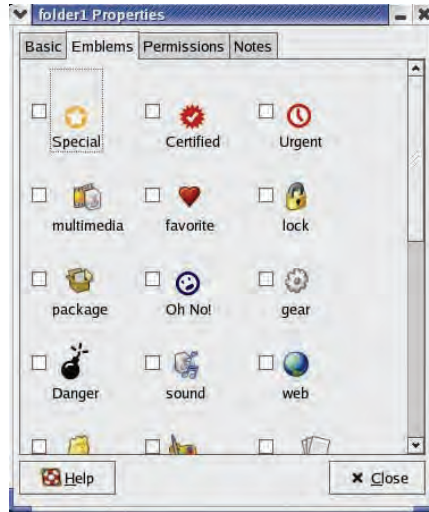 folder1 Properties
Basic Emblems Permissions Notes
Special Certified Urgent
multimedia favorite lock
package Oh No! gear
Danger sound web
Help Close